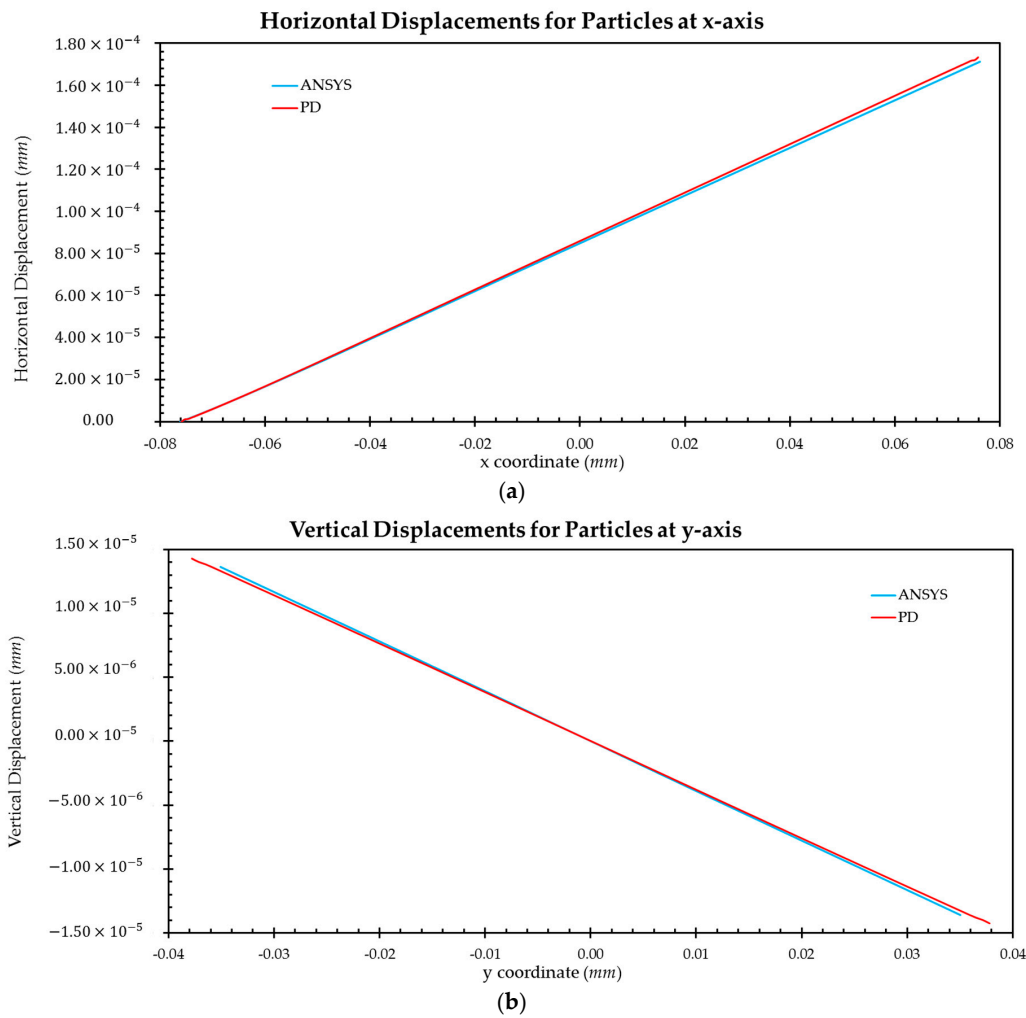 Horizontal Displacements for Particles at x-axis
1.80 × 10⁻⁴
1.60 × 10⁻⁴
1.40 × 10⁻⁴
1.20 × 10⁻⁴
1.00 × 10⁻⁴
8.00 × 10⁻⁵
6.00 × 10⁻⁵
4.00 × 10⁻⁵
2.00 × 10⁻⁵
0.00
Horizontal Displacement (mm)
ANSYS
PD
-0.08 -0.06 -0.04 -0.02 0.00 0.02 0.04 0.06 0.08
x coordinate (mm)
(a)
Vertical Displacements for Particles at y-axis
1.50 × 10⁻⁵
1.00 × 10⁻⁵
5.00 × 10⁻⁶
0.00 × 10⁻⁵
−5.00 × 10⁻⁶
−1.00 × 10⁻⁵
−1.50 × 10⁻⁵
Vertical Displacement (mm)
ANSYS
PD
-0.04 -0.03 -0.02 -0.01 0.00 0.01 0.02 0.03 0.04
y coordinate (mm)
(b)